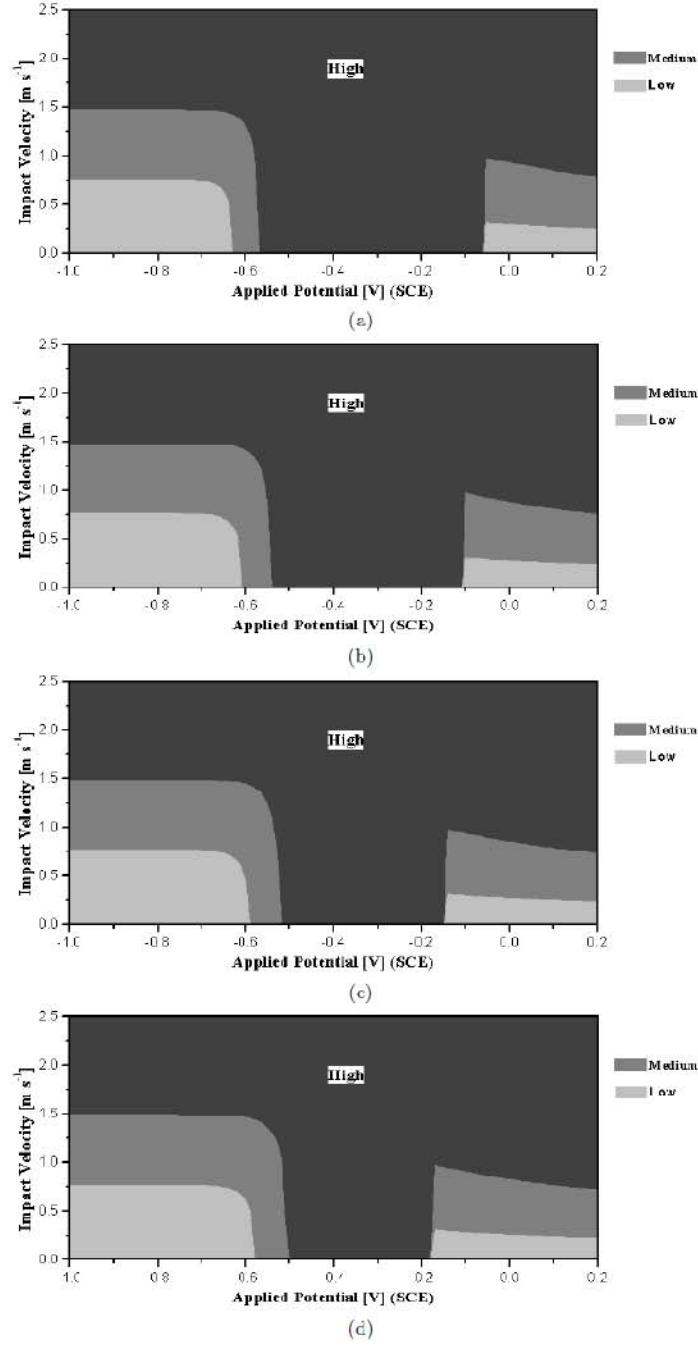 2.5
2.0
1.5
1.0
0.5
0.0
Impact Velocity [m s-1]
High
Medium
Low
-1.0 -0.8 -0.6 -0.4 -0.2 0.0 0.2
Applied Potential [V] (SCE)
(a)
2.5
2.0
1.5
1.0
0.5
0.0
Impact Velocity [m s-1]
High
Medium
Low
-1.0 -0.8 -0.6 -0.4 -0.2 0.0 0.2
Applied Potential [V] (SCE)
(b)
2.5
2.0
1.5
1.0
0.5
0.0
Impact Velocity [m s-1]
High
Medium
Low
-1.0 -0.8 -0.6 -0.4 -0.2 0.0 0.2
Applied Potential [V] (SCE)
(c)
2.5
2.0
1.5
1.0
0.5
0.0
Impact Velocity [m s-1]
High
Medium
Low
-1.0 -0.8 -0.6 -0.4 -0.2 0.0 0.2
Applied Potential [V] (SCE)
(d)